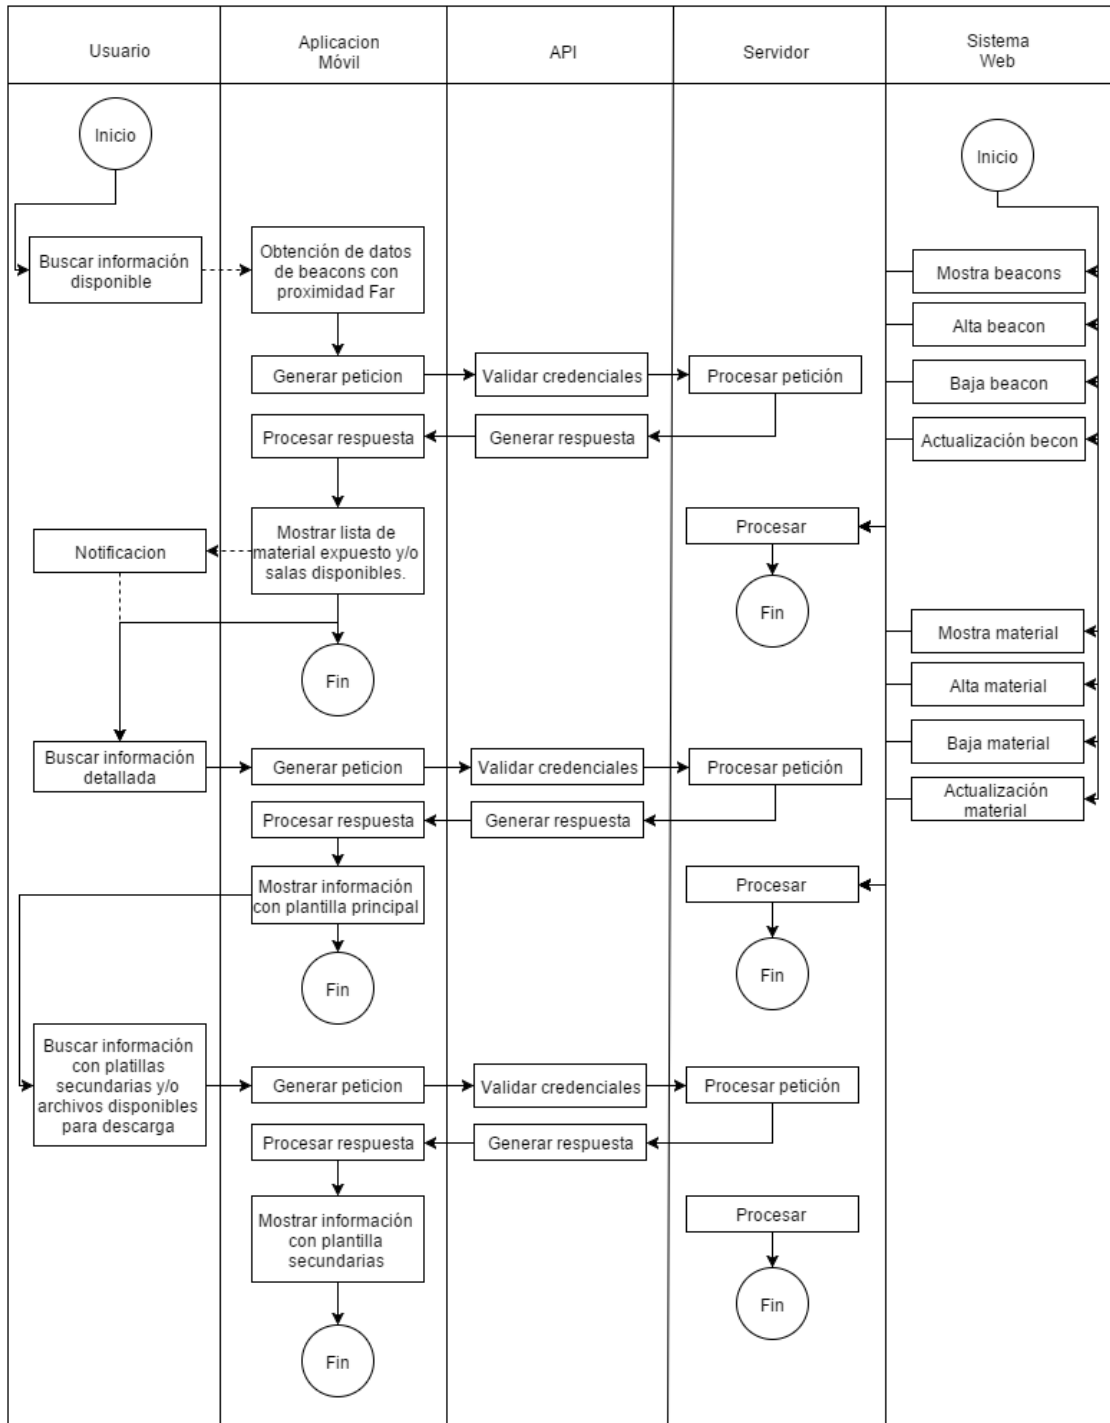 Usuario
Aplicacion
Móvil
API
Servidor
Sistema
Web
Inicio
Inicio
Buscar información
disponible
Obtención de datos
de beacons con
proximidad Far
Mostra beacons
Alta beacon
Generar peticion
Validar credenciales
Procesar petición
Baja beacon
Procesar respuesta
Generar respuesta
Actualización becon
Notificacion
Mostrar lista de
material expuesto y/o
salas disponibles.
Procesar
Fin
Mostra material
Fin
Alta material
Buscar información
detallada
Generar peticion
Validar credenciales
Procesar petición
Baja material
Procesar respuesta
Generar respuesta
Actualización
material
Mostrar información
con plantilla principal
Procesar
Fin
Fin
Buscar información
con platillas
secundarias y/o
archivos disponibles
para descarga
Generar peticion
Validar credenciales
Procesar petición
Procesar respuesta
Generar respuesta
Mostrar información
con plantilla
secundarias
Procesar
Fin
Fin